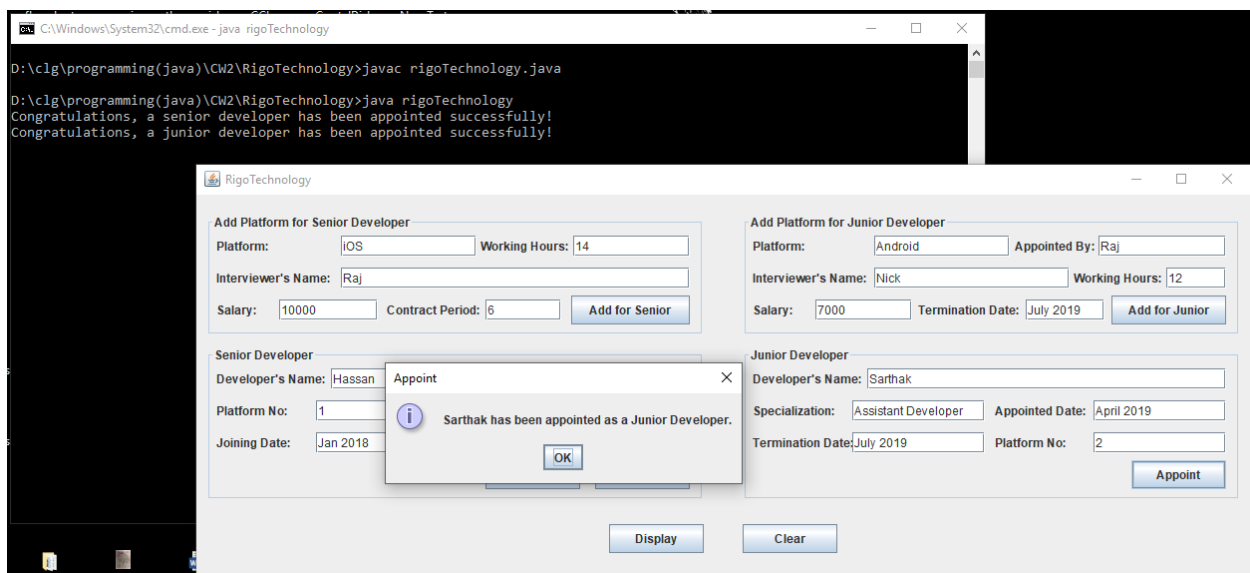 C:\Windows\System32\cmd.exe - java rigoTechnology
D:\clg\programming(java)\CW2\RigoTechnology>javac rigoTechnology.java
D:\clg\programming(java)\CW2\RigoTechnology>java rigoTechnology
Congratulations, a senior developer has been appointed successfully!
Congratulations, a junior developer has been appointed successfully!
RigoTechnology
Add Platform for Senior Developer
Platform: iOS Working Hours: 14
Interviewer's Name: Raj
Salary: 10000 Contract Period: 6 Add for Senior
Add Platform for Junior Developer
Platform: Android Appointed By: Raj
Interviewer's Name: Nick Working Hours: 12
Salary: 7000 Termination Date: July 2019 Add for Junior
Senior Developer
Developer's Name: Hassan
Platform No: 1
Joining Date: Jan 2018
Appoint
Sarthak has been appointed as a Junior Developer.
OK
Junior Developer
Developer's Name: Sarthak
Specialization: Assistant Developer Appointed Date: April 2019
Termination Date: July 2019 Platform No: 2
Appoint
Display Clear